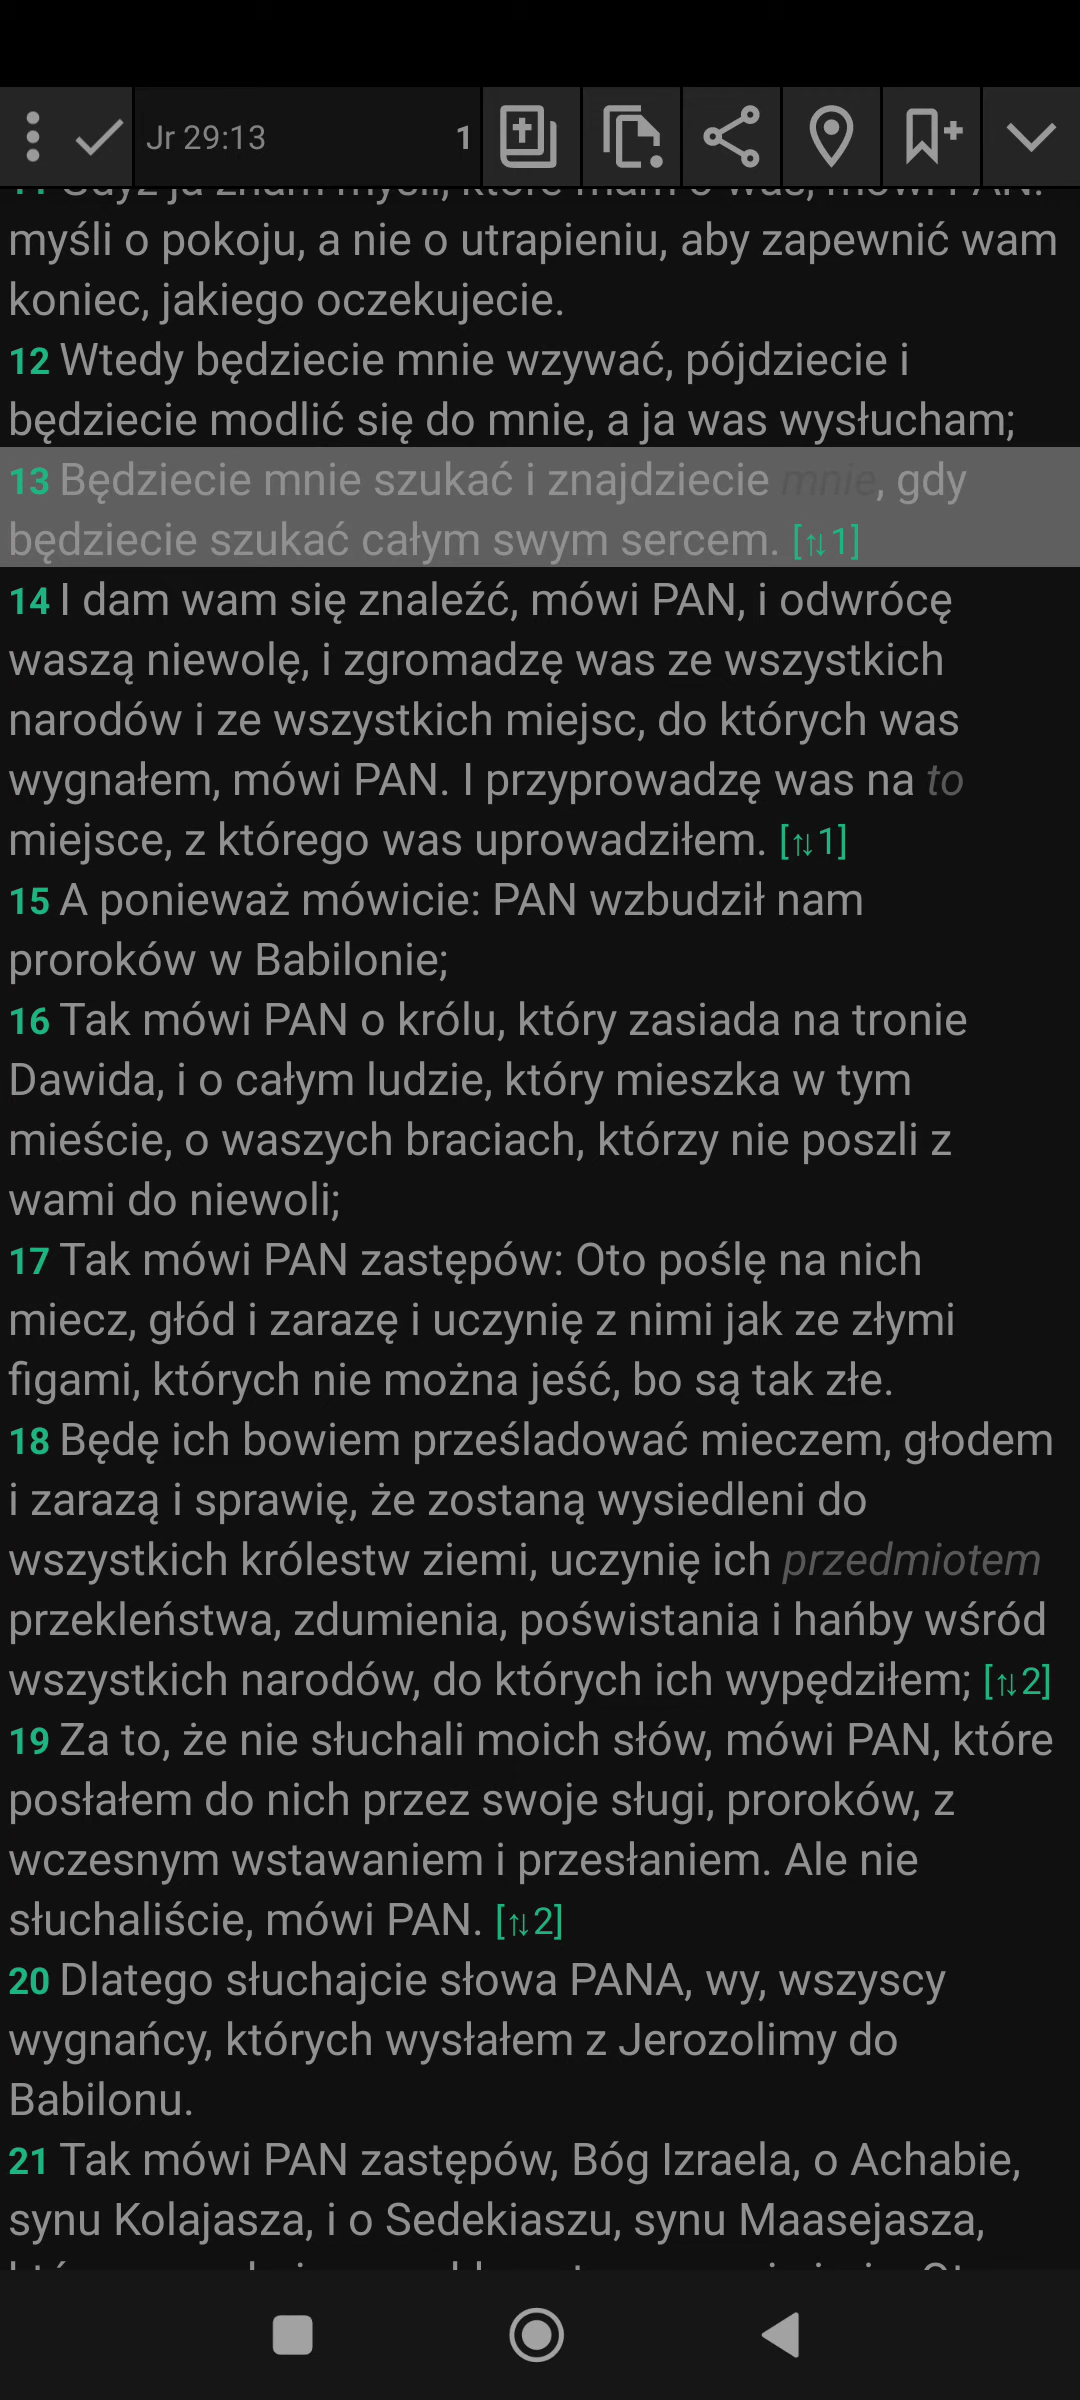 Jr 29:13 1
11 Gdyż ja znam myśli, które mam o was, mówi PAN:
myśli o pokoju, a nie o utrapieniu, aby zapewnić wam
koniec, jakiego oczekujecie.
12 Wtedy będziecie mnie wzywać, pójdziecie i
będziecie modlić się do mnie, a ja was wysłucham;
13 Będziecie mnie szukać i znajdziecie mnie, gdy
będziecie szukać całym swym sercem. [⇅1]
14 I dam wam się znaleźć, mówi PAN, i odwrócę
waszą niewolę, i zgromadzę was ze wszystkich
narodów i ze wszystkich miejsc, do których was
wygnałem, mówi PAN. I przyprowadzę was na to
miejsce, z którego was uprowadziłem. [⇅1]
15 A ponieważ mówicie: PAN wzbudził nam
proroków w Babilonie;
16 Tak mówi PAN o królu, który zasiada na tronie
Dawida, i o całym ludzie, który mieszka w tym
mieście, o waszych braciach, którzy nie poszli z
wami do niewoli;
17 Tak mówi PAN zastępów: Oto poślę na nich
miecz, głód i zarazę i uczynię z nimi jak ze złymi
figami, których nie można jeść, bo są tak złe.
18 Będę ich bowiem prześladować mieczem, głodem
i zarazą i sprawię, że zostaną wysiedleni do
wszystkich królestw ziemi, uczynię ich przedmiotem
przekleństwa, zdumienia, poświstania i hańby wśród
wszystkich narodów, do których ich wypędziłem; [⇅2]
19 Za to, że nie słuchali moich słów, mówi PAN, które
posłałem do nich przez swoje sługi, proroków, z
wczesnym wstawaniem i przesłaniem. Ale nie
słuchaliście, mówi PAN. [⇅2]
20 Dlatego słuchajcie słowa PANA, wy, wszyscy
wygnańcy, których wysłałem z Jerozolimy do
Babilonu.
21 Tak mówi PAN zastępów, Bóg Izraela, o Achabie,
synu Kolajasza, i o Sedekiaszu, synu Maasejasza,